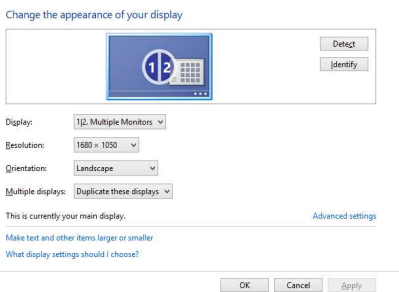 Change the appearance of your display
1|2
Detect
Identify
Display: 1|2. Multiple Monitors
Resolution: 1680 × 1050
Orientation: Landscape
Multiple displays: Duplicate these displays
This is currently your main display.
Advanced settings
Make text and other items larger or smaller
What display settings should I choose?
OK Cancel Apply